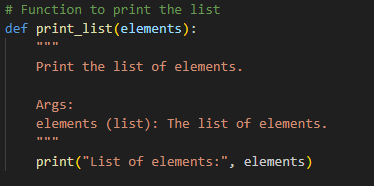 # Function to print the list
def print_list(elements):
    """
    Print the list of elements.

    Args:
    elements (list): The list of elements.
    """
    print("List of elements:", elements)